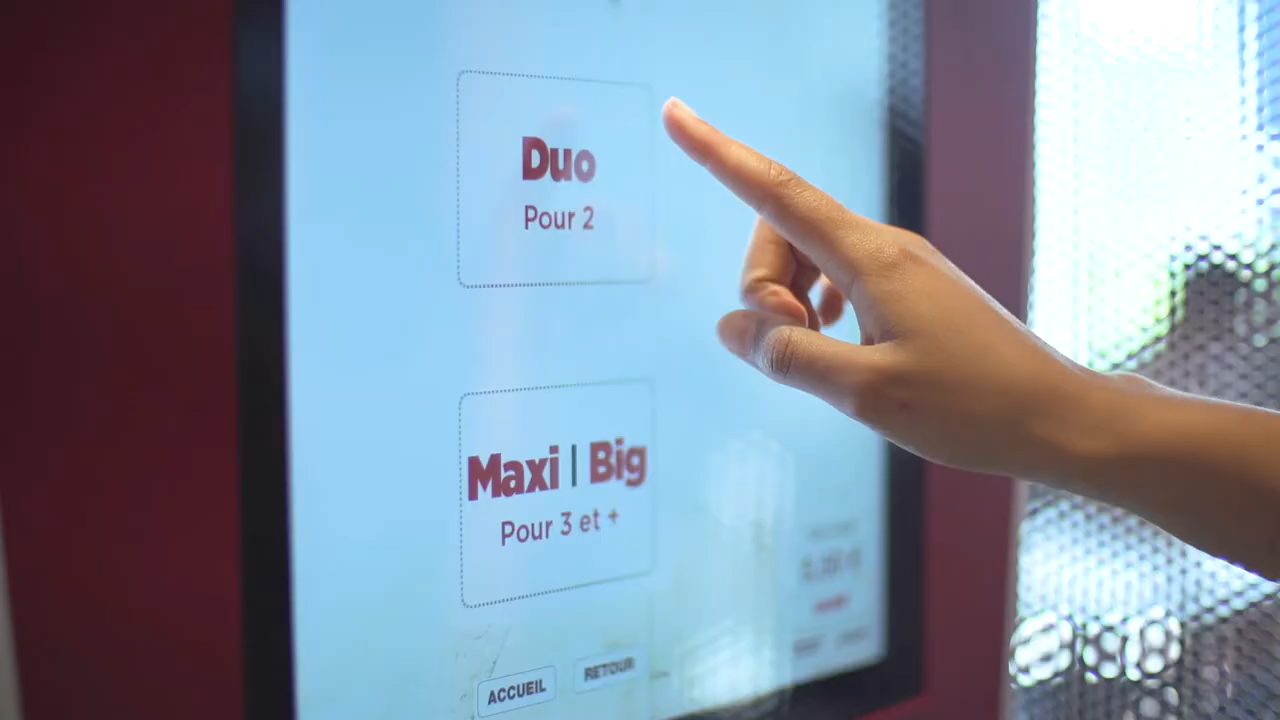 Duo
Pour 2
Maxi | Big
Pour 3 et +
ACCUEIL
RETOUR